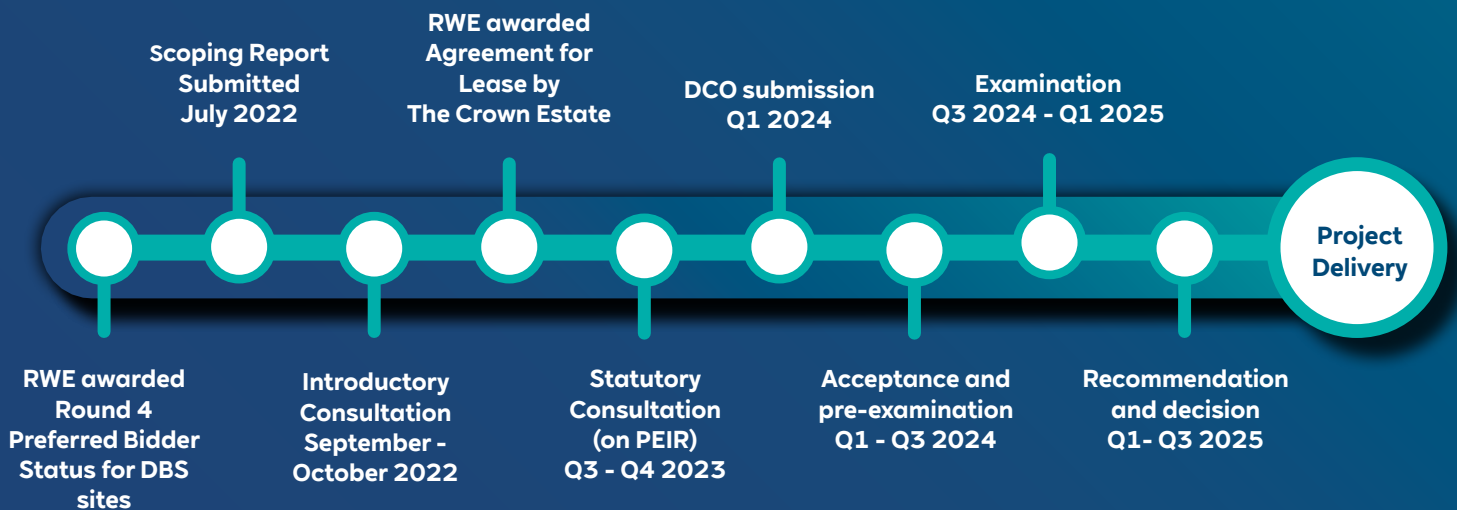 RWE awarded
Round 4
Preferred Bidder
Status for DBS
sites
Scoping Report
Submitted
July 2022
Introductory
Consultation
September -
October 2022
RWE awarded
Agreement for
Lease by
The Crown Estate
Statutory
Consultation
(on PEIR)
Q3 - Q4 2023
DCO submission
Q1 2024
Acceptance and
pre-examination
Q1 - Q3 2024
Examination
Q3 2024 - Q1 2025
Recommendation
and decision
Q1- Q3 2025
Project
Delivery